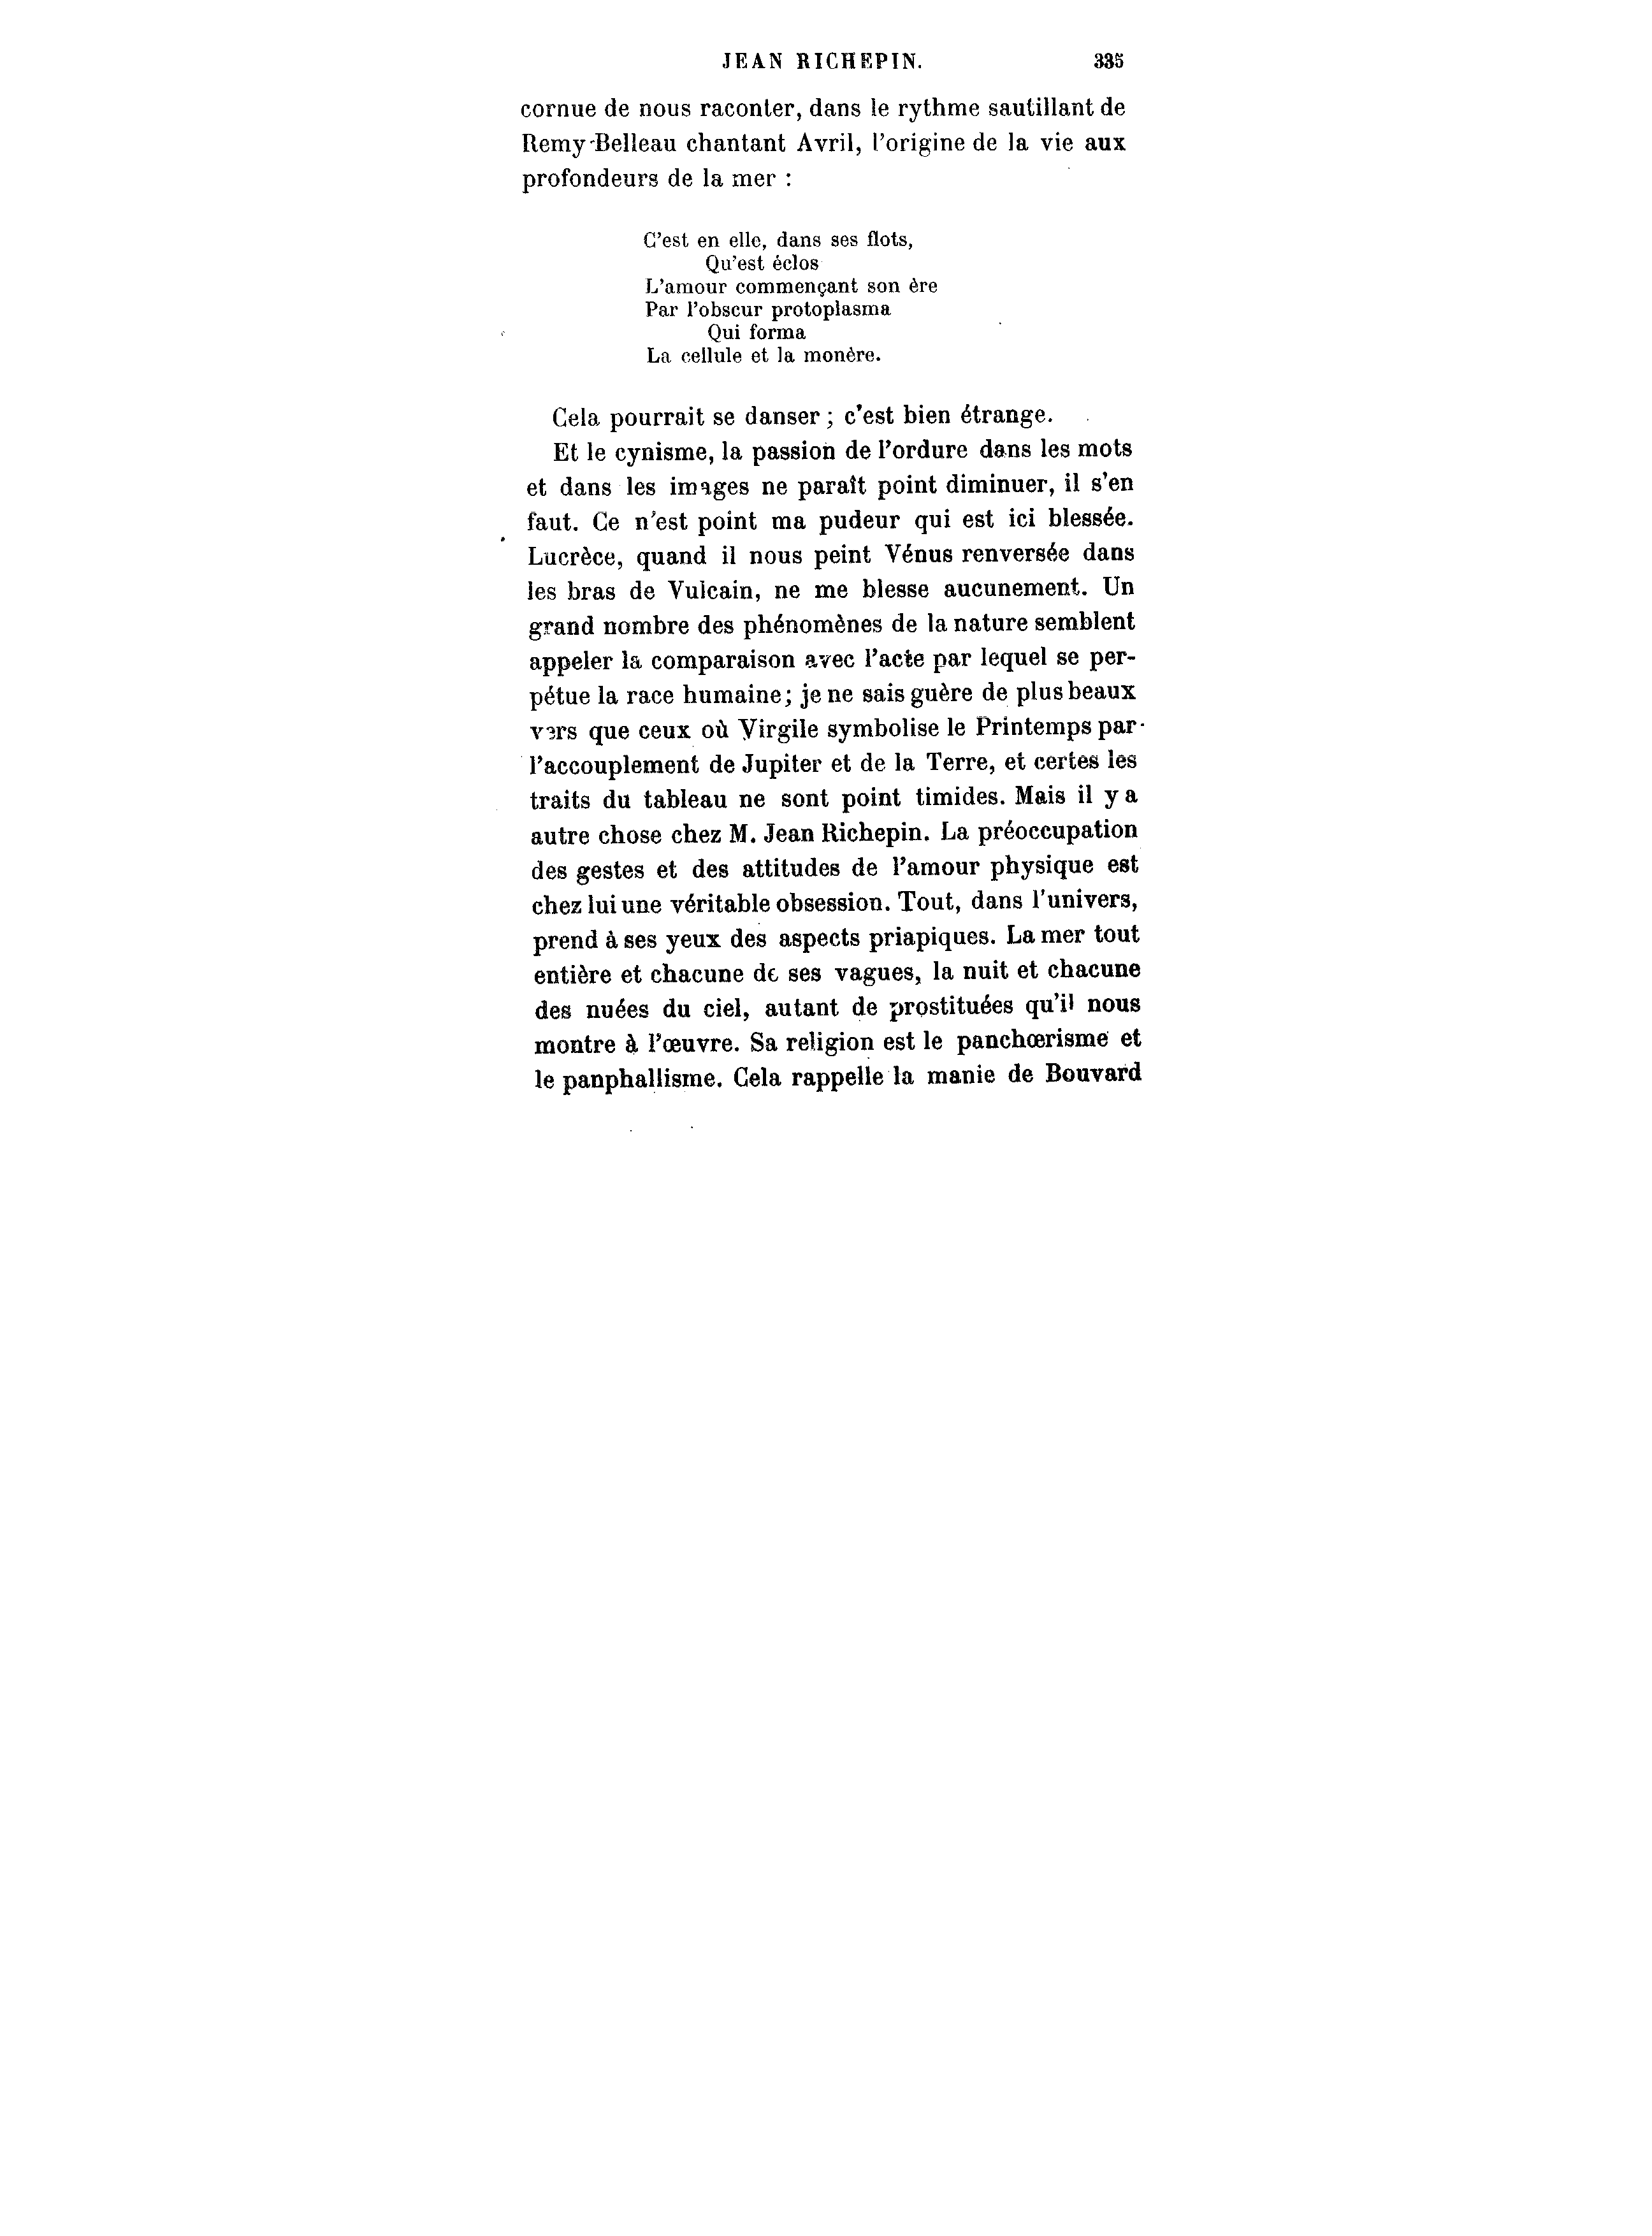 JEAN RICHEPIN. 335
cornue de nous raconter, dans le rythme sautillant de
Remy-Belleau chantant Avril, l'origine de la vie aux
profondeurs de la mer :
C'est en elle, dans ses flots,
Qu'est éclos
L'amour commençant son ère
Par l'obscur protoplasma
Qui forma
La cellule et la monère.
Cela pourrait se danser ; c'est bien étrange.
Et le cynisme, la passion de l'ordure dans les mots
et dans les images ne paraît point diminuer, il s'en
faut. Ce n'est point ma pudeur qui est ici blessée.
Lucrèce, quand il nous peint Vénus renversée dans
les bras de Vulcain, ne me blesse aucunement. Un
grand nombre des phénomènes de la nature semblent
appeler la comparaison avec l'acte par lequel se per-
pétue la race humaine; je ne sais guère de plus beaux
vers que ceux où Virgile symbolise le Printemps par
l'accouplement de Jupiter et de la Terre, et certes les
traits du tableau ne sont point timides. Mais il y a
autre chose chez M. Jean Richepin. La préoccupation
des gestes et des attitudes de l'amour physique est
chez lui une véritable obsession. Tout, dans l'univers,
prend à ses yeux des aspects priapiques. La mer tout
entière et chacune de ses vagues, la nuit et chacune
des nuées du ciel, autant de prostituées qu'il nous
montre à l'œuvre. Sa religion est le panchœrisme et
le panphallisme. Cela rappelle la manie de Bouvard